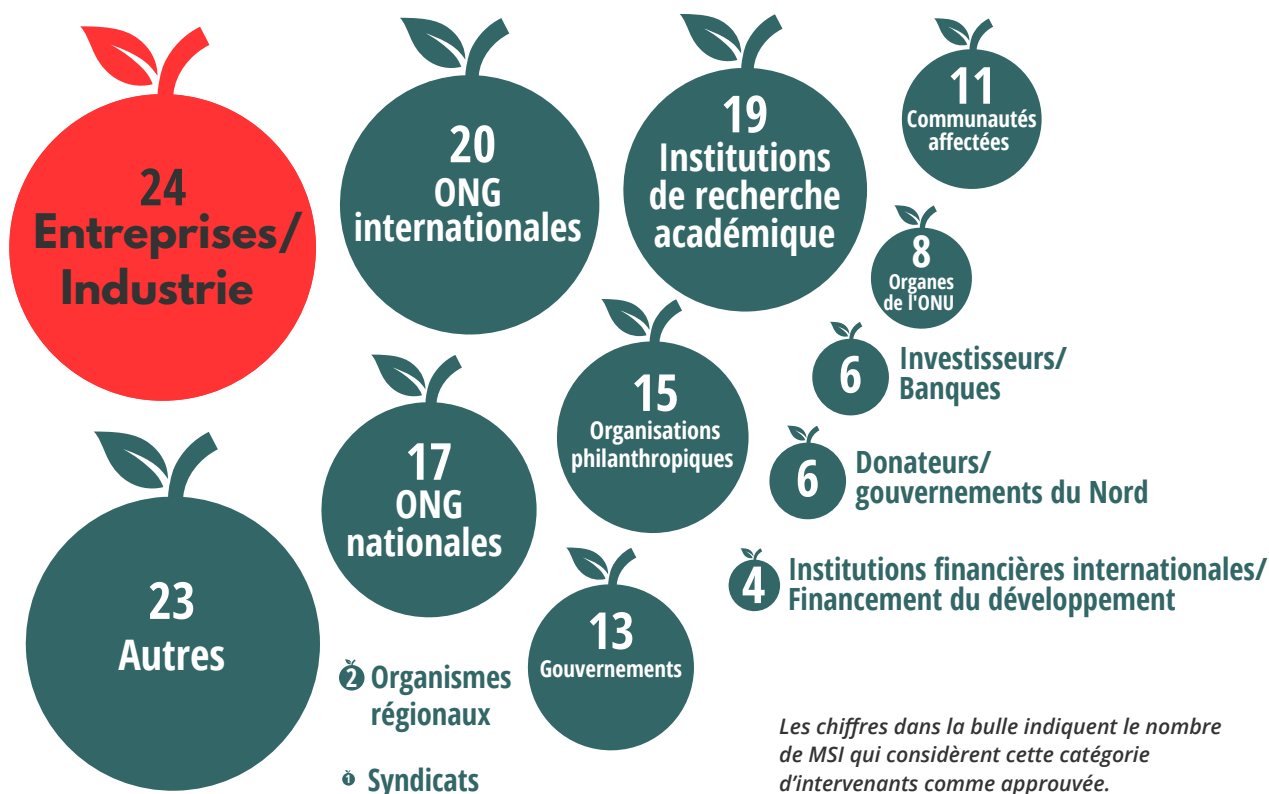 24
Entreprises/
Industrie
20
ONG
internationales
19
Institutions
de recherche
académique
11
Communautés
affectées
8
Organes
de l'ONU
6
Investisseurs/
Banques
15
Organisations
philanthropiques
17
ONG
nationales
6
Donateurs/
gouvernements du Nord
4
Institutions financières internationales/
Financement du développement
23
Autres
13
Gouvernements
2
Organismes
régionaux
1
Syndicats
Les chiffres dans la bulle indiquent le nombre
de MSI qui considèrent cette catégorie
d'intervenants comme approuvée.